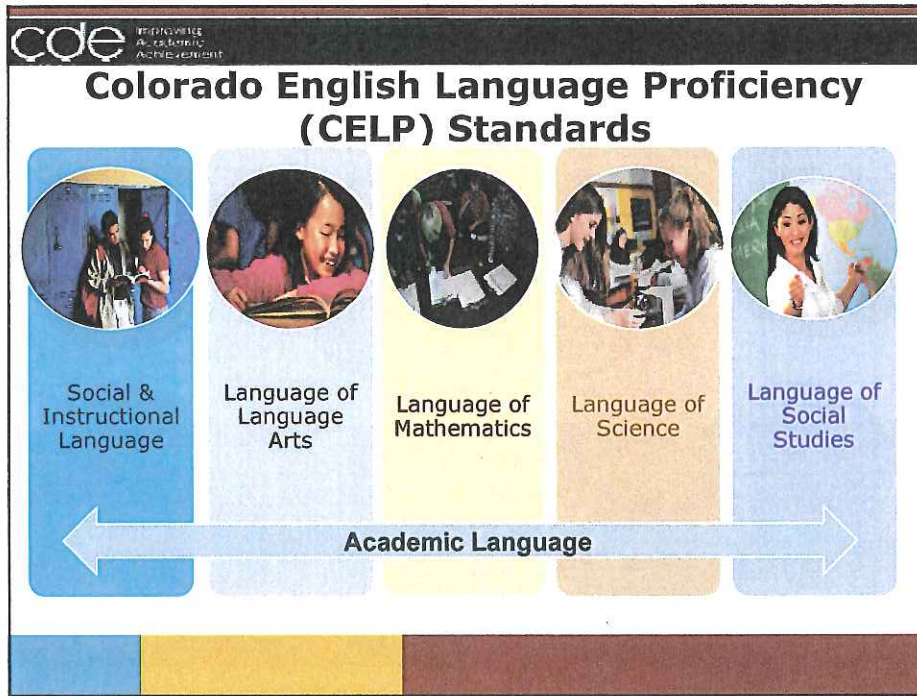 cde
Improving
Academic
Achievement
Colorado English Language Proficiency
(CELP) Standards
Social &
Instructional
Language
Language of
Language
Arts
Language of
Mathematics
Language of
Science
Language of
Social
Studies
Academic Language